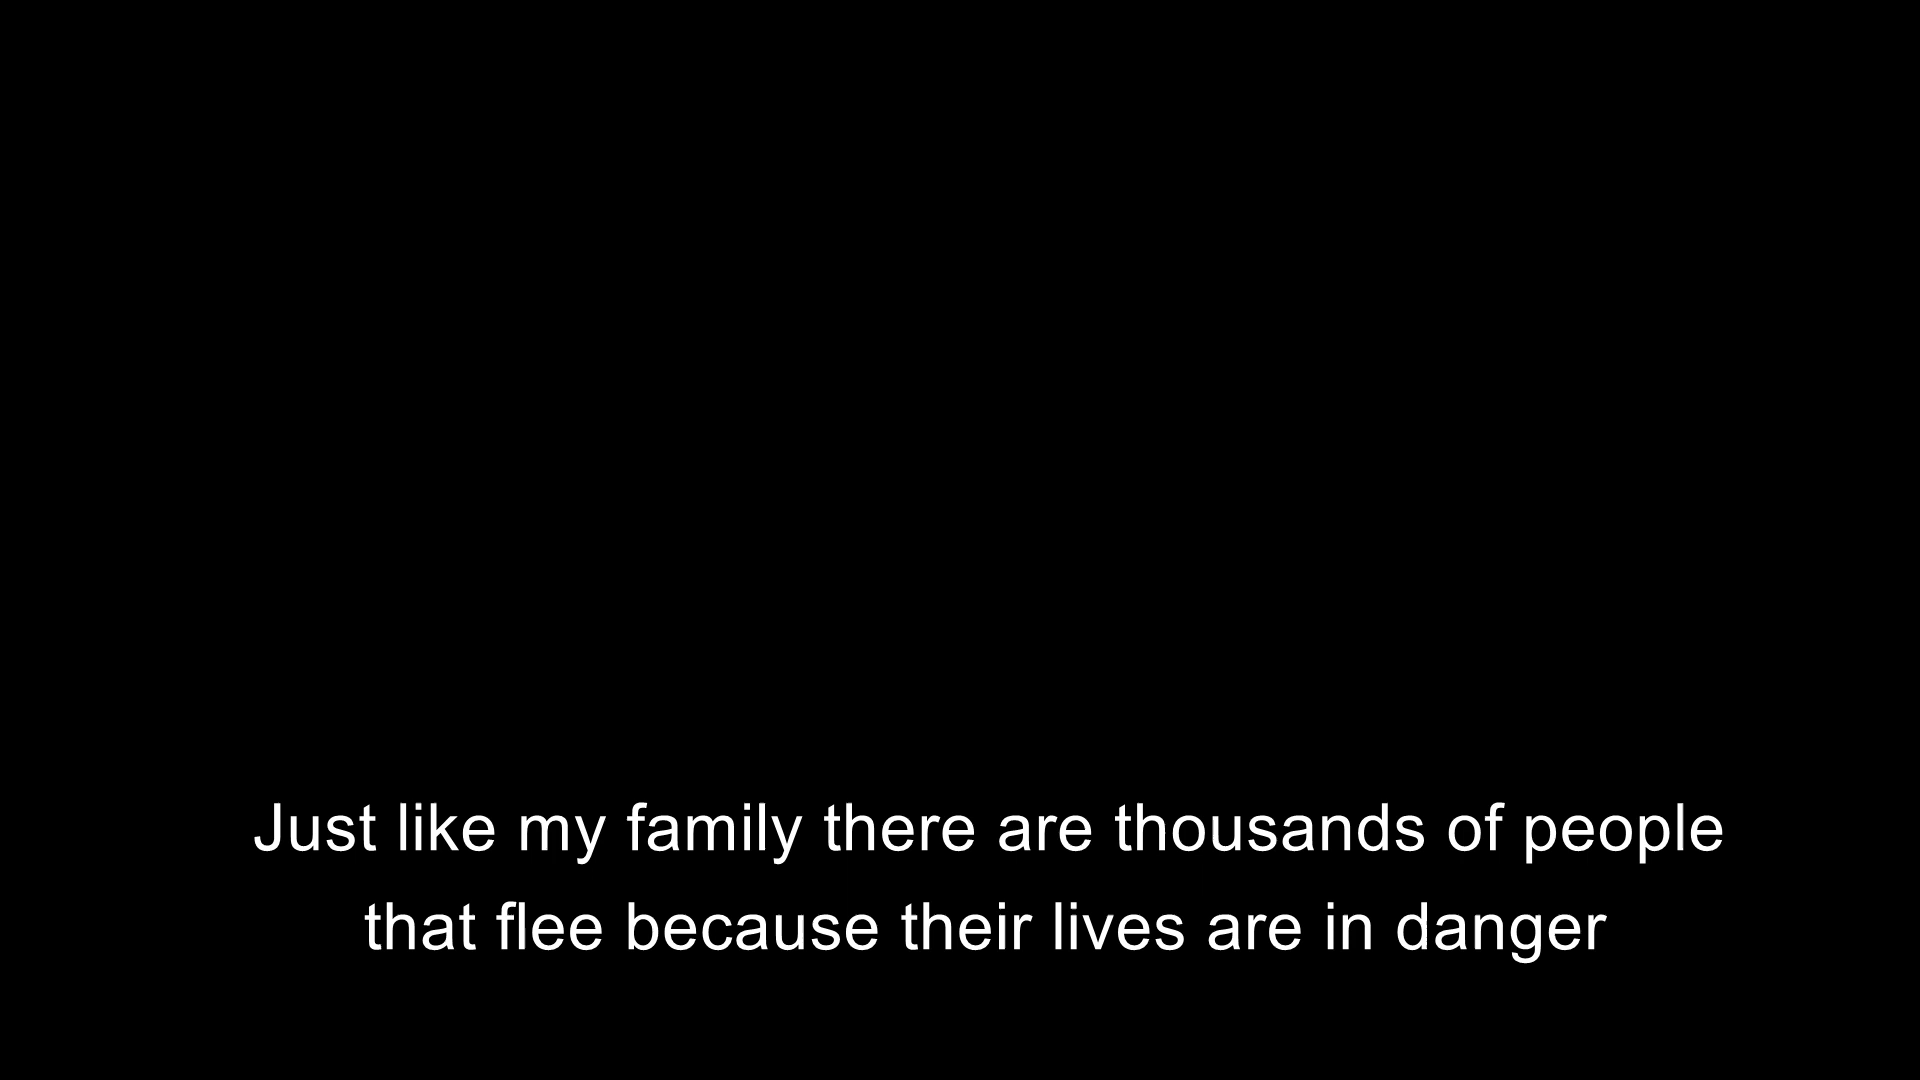 Just like my family there are thousands of people
that flee because their lives are in danger